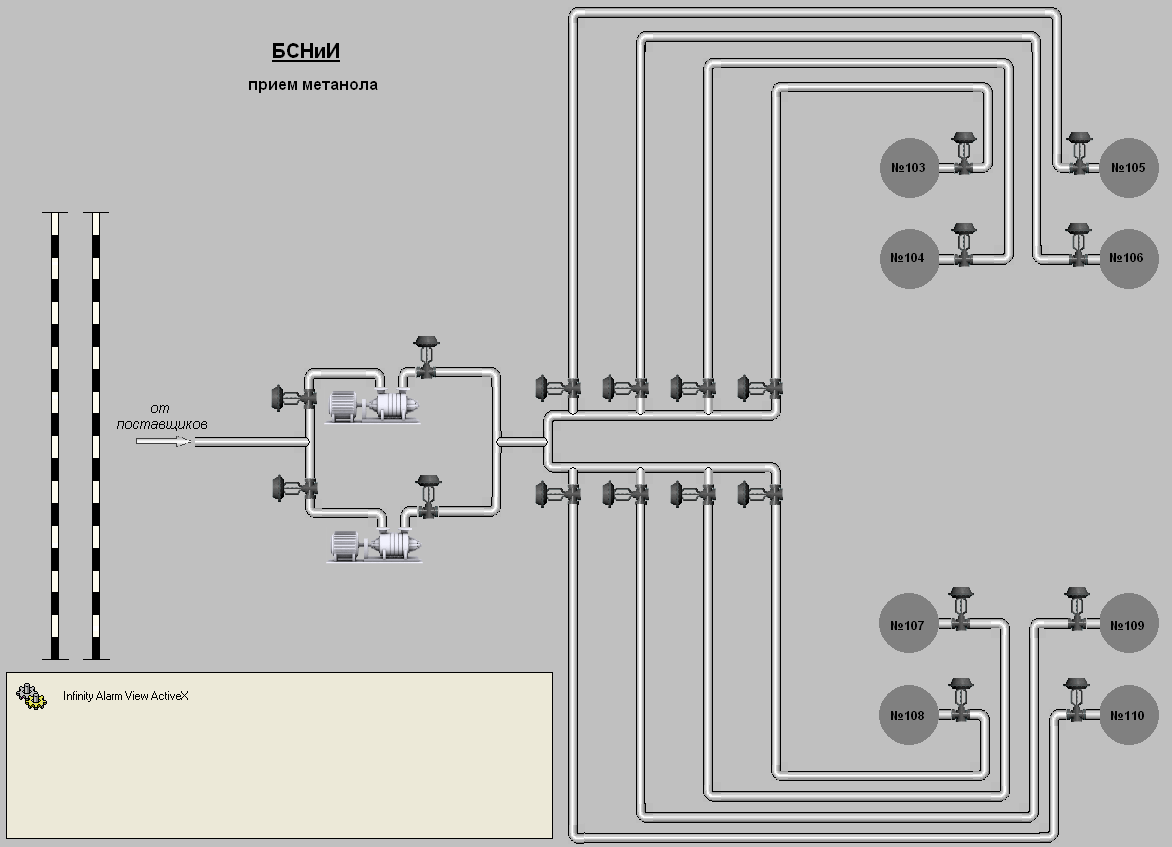 БСНиИ
прием метанола
№103
№105
№104
№106
от
поставщиков
№107
№109
№108
№110
Infinity Alarm View ActiveX